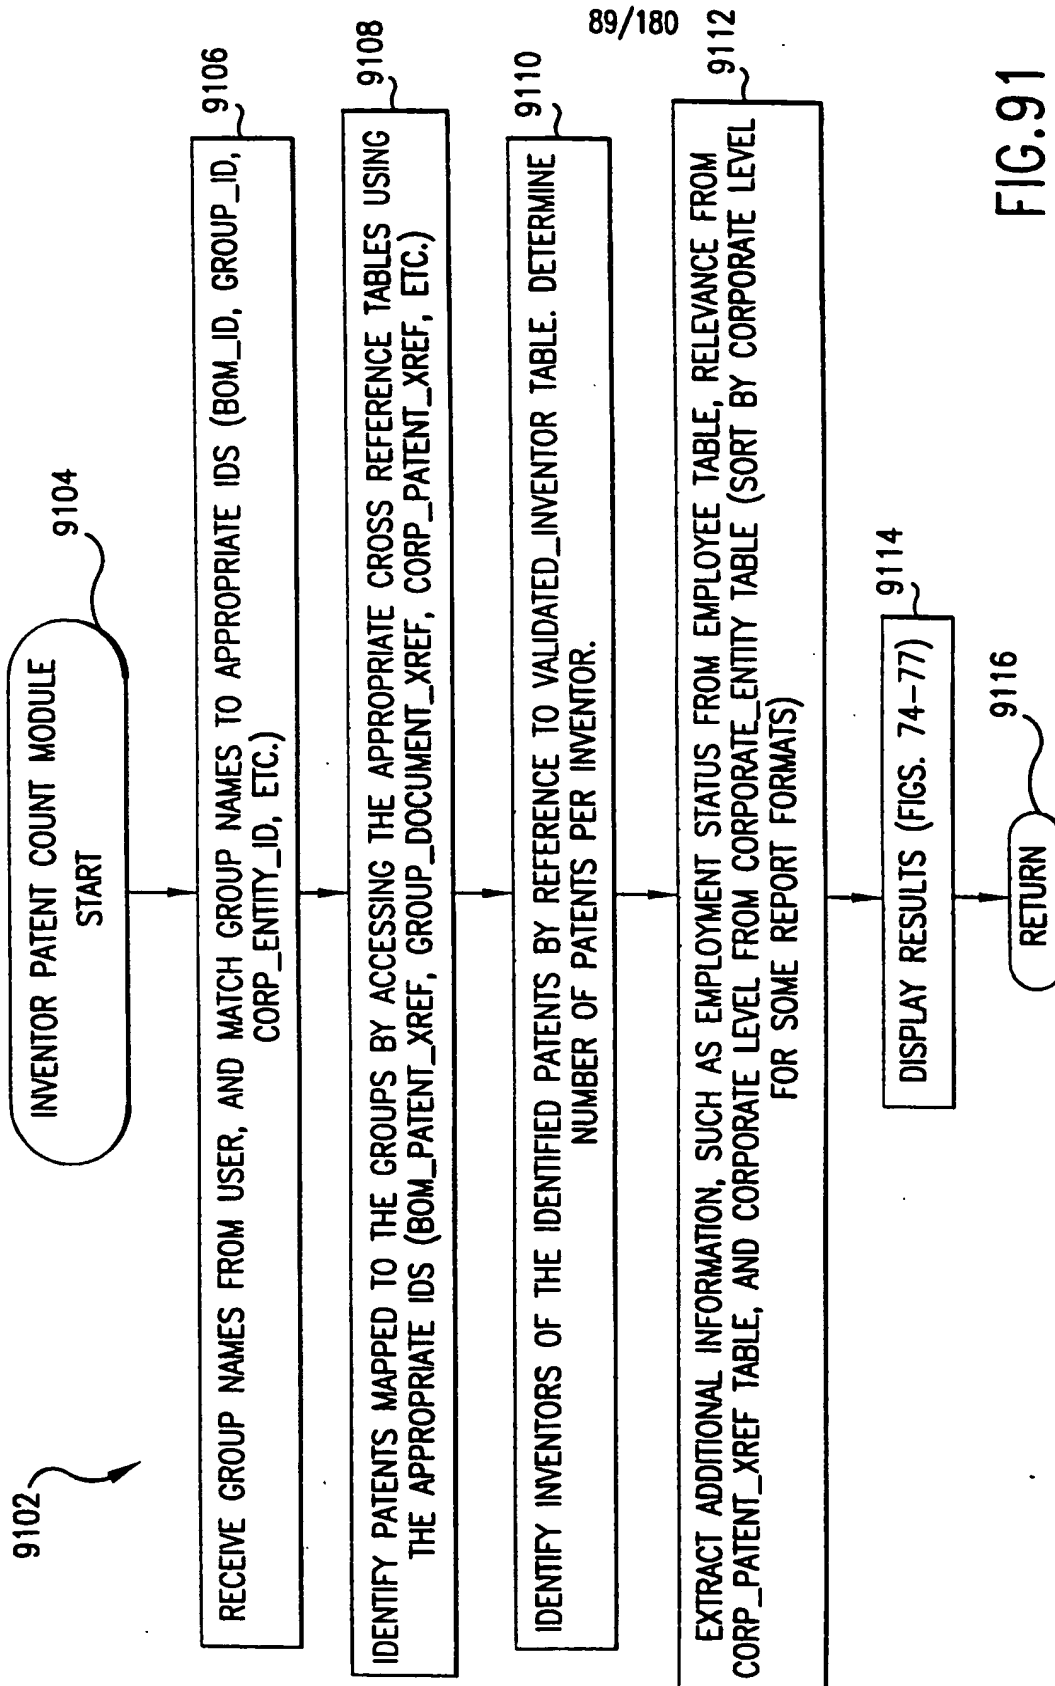 89/180
9102
INVENTOR PATENT COUNT MODULE
START
9104
9106
RECEIVE GROUP NAMES FROM USER, AND MATCH GROUP NAMES TO APPROPRIATE IDS (BOM_ID, GROUP_ID,
CORP_ENTITY_ID, ETC.)
9108
IDENTIFY PATENTS MAPPED TO THE GROUPS BY ACCESSING THE APPROPRIATE CROSS REFERENCE TABLES USING
THE APPROPRIATE IDS (BOM_PATENT_XREF, GROUP_DOCUMENT_XREF, CORP_PATENT_XREF, ETC.)
9110
IDENTIFY INVENTORS OF THE IDENTIFIED PATENTS BY REFERENCE TO VALIDATED_INVENTOR TABLE. DETERMINE
NUMBER OF PATENTS PER INVENTOR.
9112
EXTRACT ADDITIONAL INFORMATION, SUCH AS EMPLOYMENT STATUS FROM EMPLOYEE TABLE, RELEVANCE FROM
CORP_PATENT_XREF TABLE, AND CORPORATE LEVEL FROM CORPORATE_ENTITY TABLE (SORT BY CORPORATE LEVEL
FOR SOME REPORT FORMATS)
9114
DISPLAY RESULTS (FIGS. 74-77)
9116
RETURN
FIG.91